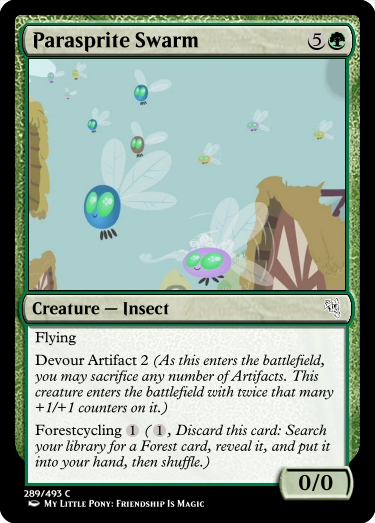 Parasprite Swarm 5
Creature — Insect
Flying
Devour Artifact 2 (As this enters the battlefield,
you may sacrifice any number of Artifacts. This
creature enters the battlefield with twice that many
+1/+1 counters on it.)
Forestcycling 1 (1, Discard this card: Search
your library for a Forest card, reveal it, and put it
into your hand, then shuffle.)
0/0
289/493 C
My Little Pony: Friendship Is Magic